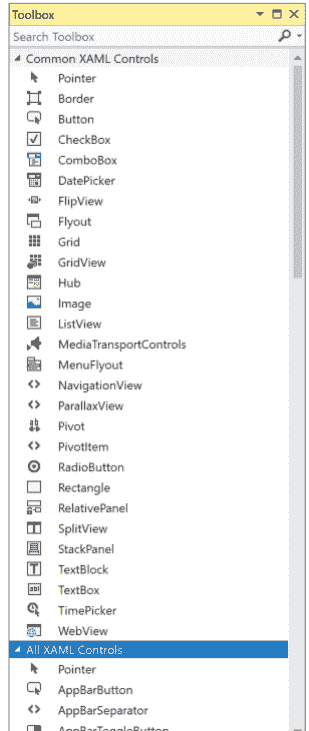 Toolbox
Search Toolbox
Common XAML Controls
Pointer
Border
Button
CheckBox
ComboBox
DatePicker
FlipView
Flyout
Grid
GridView
Hub
Image
ListView
MediaTransportControls
MenuFlyout
NavigationView
ParallaxView
Pivot
PivotItem
RadioButton
Rectangle
RelativePanel
SplitView
StackPanel
TextBlock
TextBox
TimePicker
WebView
All XAML Controls
Pointer
AppBarButton
AppBarSeparator
AppBarToggleButton